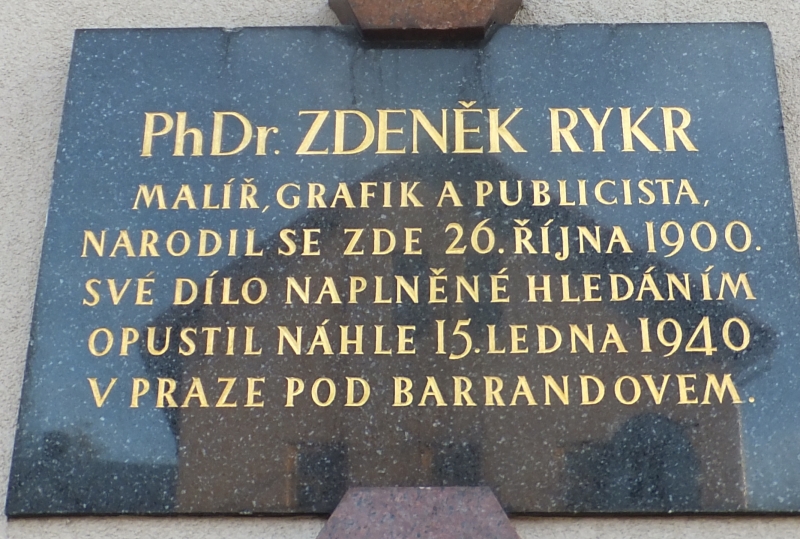 PhDr. ZDENĚK RYKR
MALÍŘ, GRAFIK A PUBLICISTA,
NARODIL SE ZDE 26. ŘÍJNA 1900.
SVÉ DÍLO NAPLNĚNÉ HLEDÁNÍM
OPUSTIL NÁHLE 15. LEDNA 1940
V PRAZE POD BARRANDOVEM.